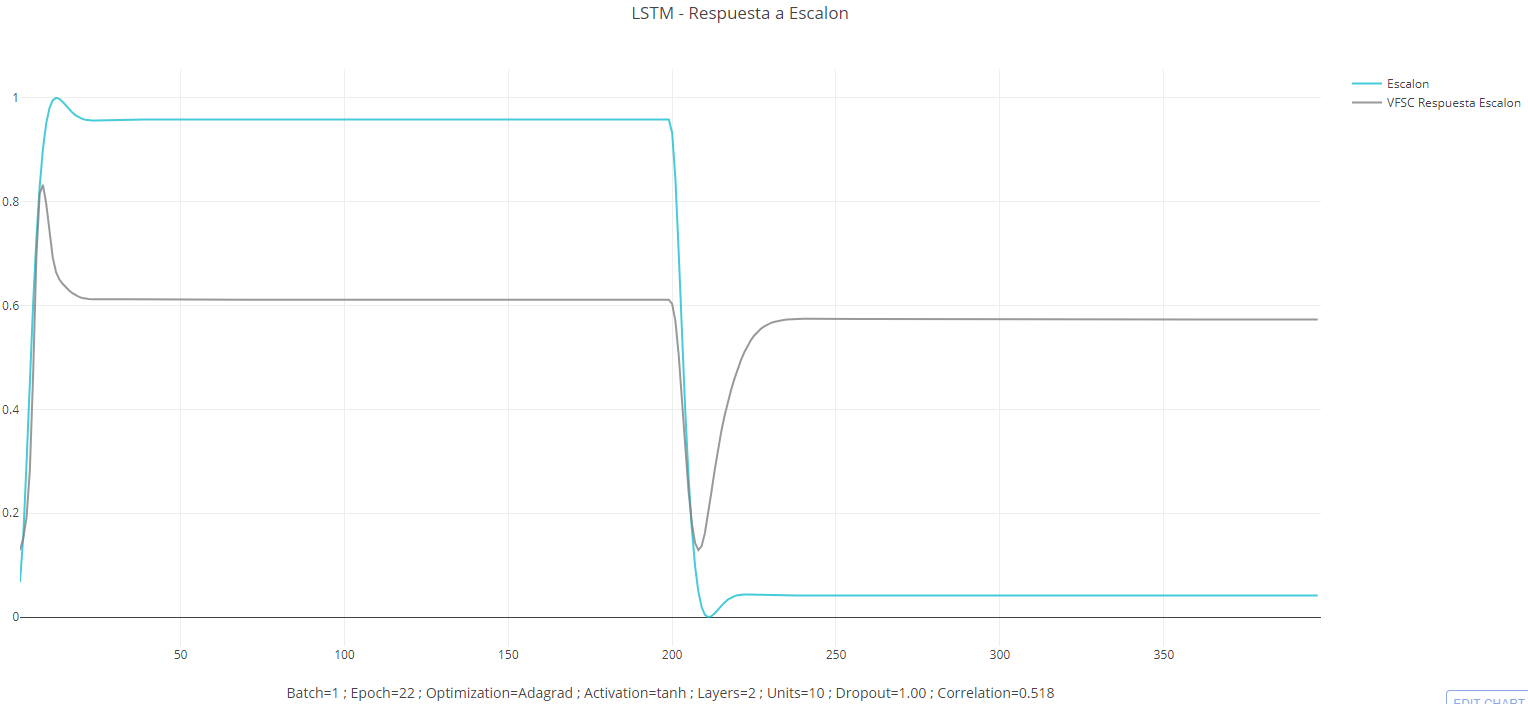 LSTM - Respuesta a Escalon
Escalon
VFSC Respuesta Escalon
1
0.8
0.6
0.4
0.2
0
50 100 150 200 250 300 350
Batch=1 ; Epoch=22 ; Optimization=Adagrad ; Activation=tanh ; Layers=2 ; Units=10 ; Dropout=1.00 ; Correlation=0.518
EDIT CHART